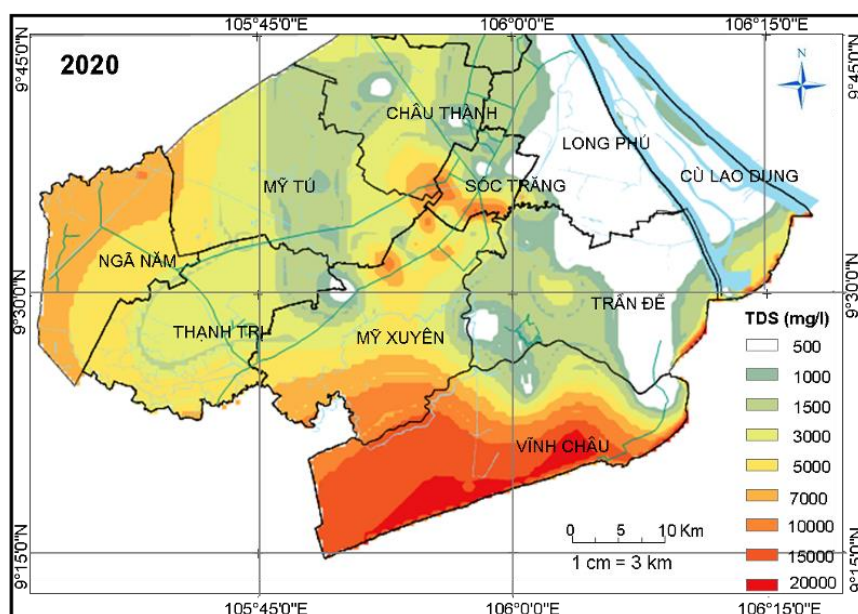 105°45'0"E 106°0'0"E 106°15'0"E
9°45'0"N 9°45'0"N
2020
N
CHÂU THÀNH
LONG PHÚ
MỸ TÚ
SÓC TRĂNG
CÙ LAO DUNG
NGÃ NĂM
9°30'0"N 9°30'0"N
TRẦN ĐỀ
THẠNH TRỊ
MỸ XUYÊN
VĨNH CHÂU
TDS (mg/l)
500
1000
1500
3000
5000
7000
10000
15000
20000
0 5 10 Km
1 cm = 3 km
9°15'0"N 9°15'0"N
105°45'0"E 106°0'0"E 106°15'0"E